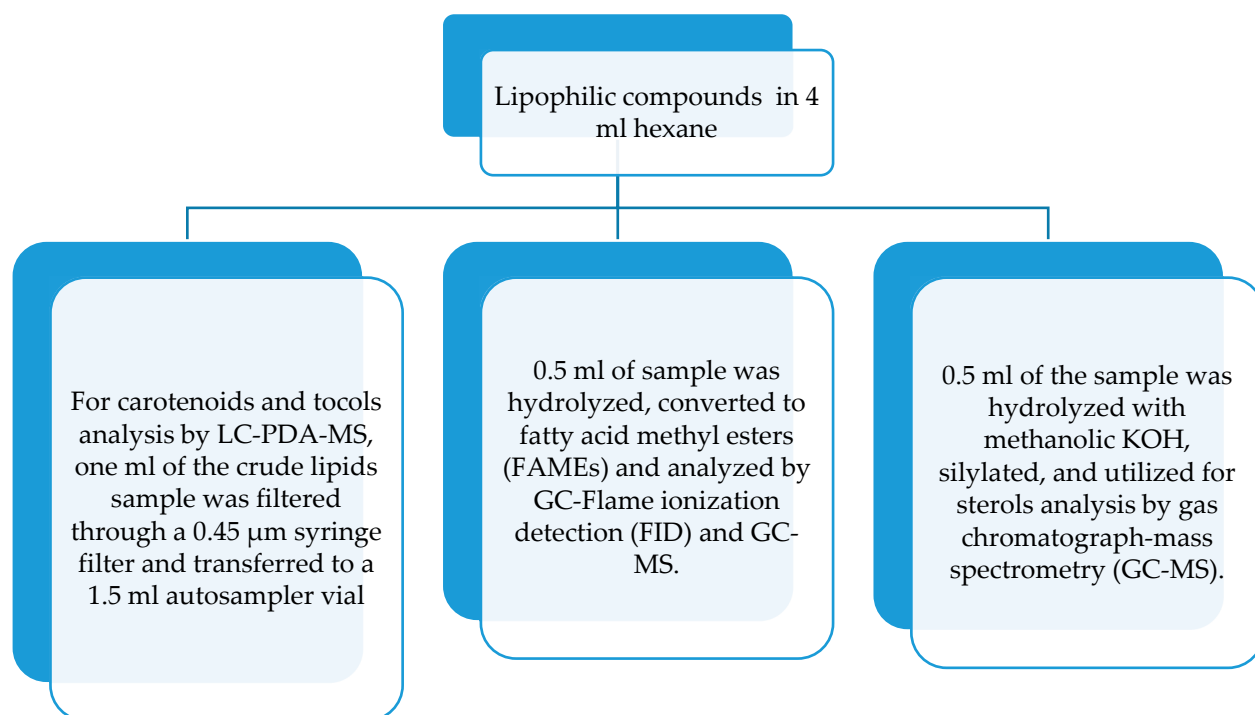 Lipophilic compounds in 4
ml hexane
For carotenoids and tocols
analysis by LC-PDA-MS,
one ml of the crude lipids
sample was filtered
through a 0.45 µm syringe
filter and transferred to a
1.5 ml autosampler vial
0.5 ml of sample was
hydrolyzed, converted to
fatty acid methyl esters
(FAMEs) and analyzed by
GC-Flame ionization
detection (FID) and GC-
MS.
0.5 ml of the sample was
hydrolyzed with
methanolic KOH,
silylated, and utilized for
sterols analysis by gas
chromatograph-mass
spectrometry (GC-MS).